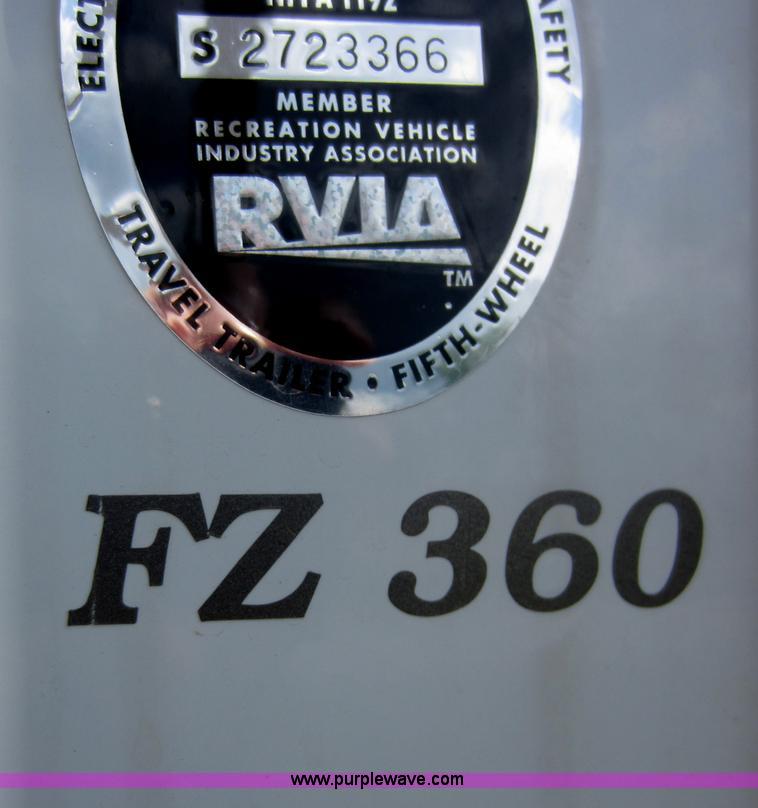 S 2723366
MEMBER
RECREATION VEHICLE
INDUSTRY ASSOCIATION
RVIA
TM
TRAVEL TRAILER • FIFTH-WHEEL
FZ 360
www.purplewave.com